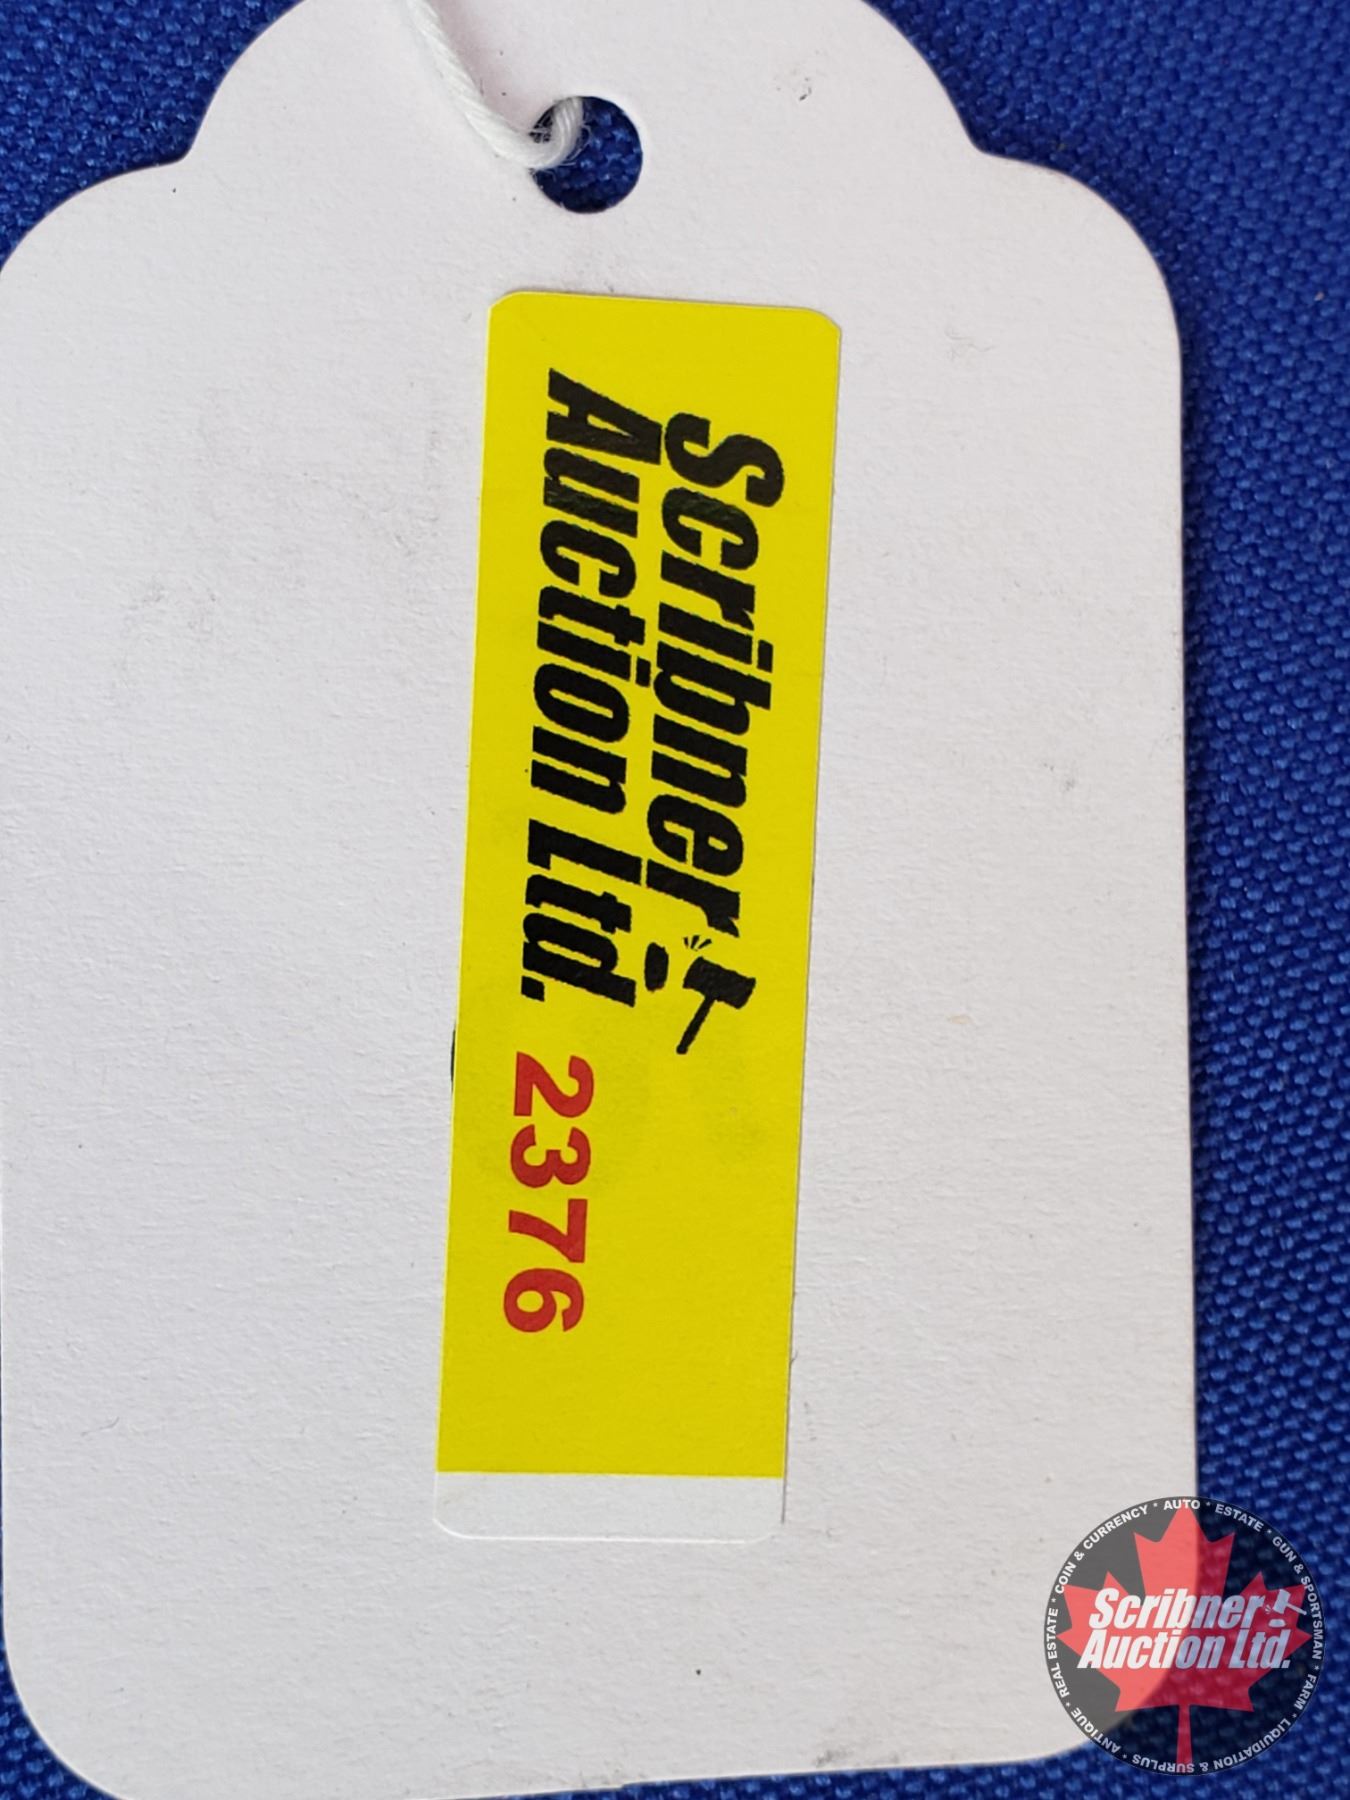 Scribner
Auction Ltd. 2376
COIN & CURRENCY * AUTO * ESTATE * GUN & SPORTSMAN * FARM * LIQUIDATION & SURPLUS * ANTIQUE * REAL ESTATE *
Scribner
Auction Ltd.